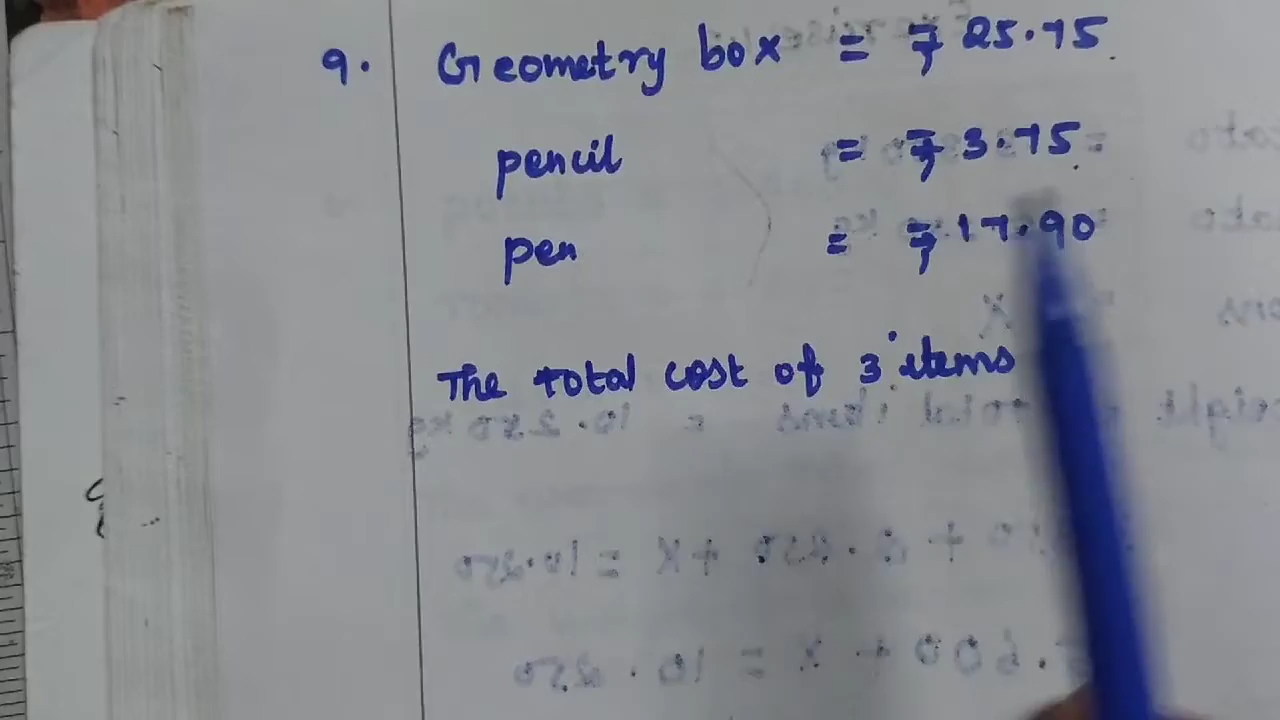 9. Geometry box = ₹ 25.75
pencil = ₹ 3.75
pen = ₹ 17.90
The total cost of 3 items